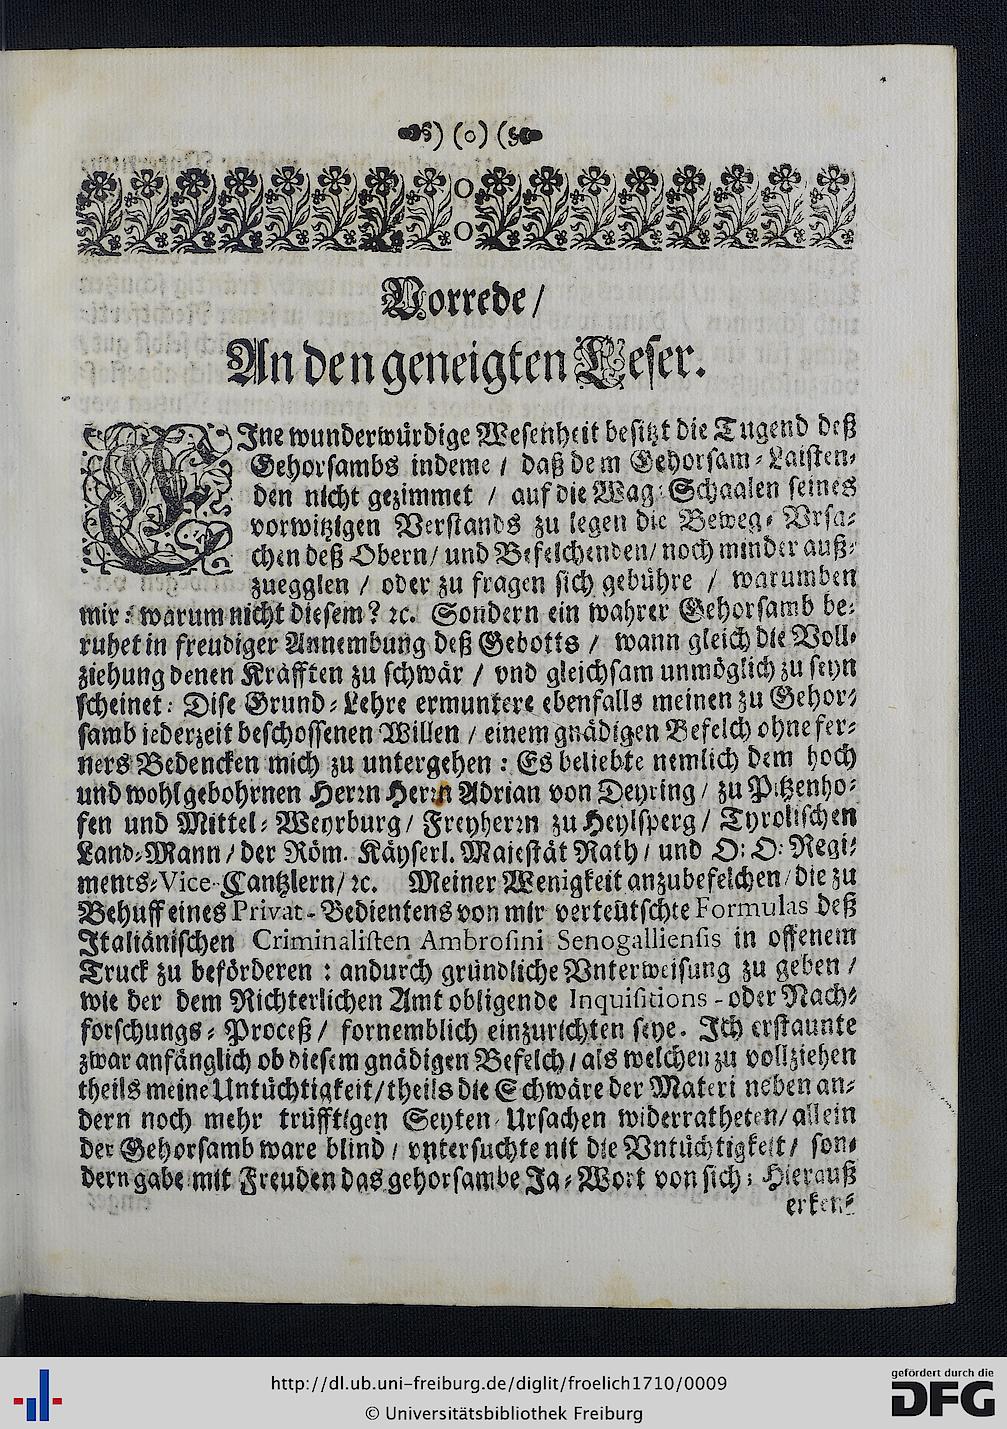 §) (o) (§
Vorrede /
An den geneigten Leser.
EIne wunderwürdige Wesenheit besitzt die Tugend deß
Gehorsambs indeme / daß dem Gehorsam-Laisten-
den nicht gezimmet / auf die Wag-Schaalen seines
vorwitzigen Verstands zu legen die Beweg-Vrsa-
chen deß Obern / und Befelchenden / noch minder auß-
zuegglen / oder zu fragen sich gebühre / warumben
mir: warum nicht diesem? ꝛc. Sondern ein wahrer Gehorsamb be-
ruhet in freudiger Annembung deß Gebotts / wann gleich die Voll-
ziehung denen Kräfften zu schwär / vnd gleichsam unmöglich zu seyn
scheinet: Dise Grund-Lehre ermuntere ebenfalls meinen zu Gehor-
samb iederzeit beschossenen Willen / einem gnädigen Befelch ohne fer-
ners Bedencken mich zu untergehen: Es beliebte nemlich dem hoch
und wohlgebohrnen Herrn Herrn Adrian von Deyring / zu Pitzenho-
fen und Mittel-Weyrburg / Freyherrn zu Heylsperg / Tyrolischen
Land-Mann / der Röm. Käyserl. Majestät Rath / und O: O: Regi-
ments-Vice-Cantzlern / ꝛc. Meiner Wenigkeit anzubefelchen / die zu
Behuff eines Privat-Bedientens von mir verteütschte Formulas deß
Italiänischen Criminalisten Ambrosini Senogalliensis in offenem
Truck zu beförderen: andurch gründliche Vnterweisung zu geben /
wie der dem Richterlichen Amt obligende Inquisitions-oder Nach-
forschungs-Proceß / fornemblich einzurichten seye. Ich erstaunte
zwar anfänglich ob diesem gnädigen Befelch / als welchen zu vollziehen
theils meine Untüchtigkeit / theils die Schwäre der Materi neben an-
dern noch mehr trüfftigen Seyten-Ursachen widerratheten / allein
der Gehorsamb ware blind / vntersuchte nit die Vntüchtigkeit / son-
dern gabe mit Freuden das gehorsambe Ja-Wort von sich; Hierauß
erken-
http://dl.ub.uni-freiburg.de/diglit/froelich1710/0009
© Universitätsbibliothek Freiburg
gefördert durch die
DFG